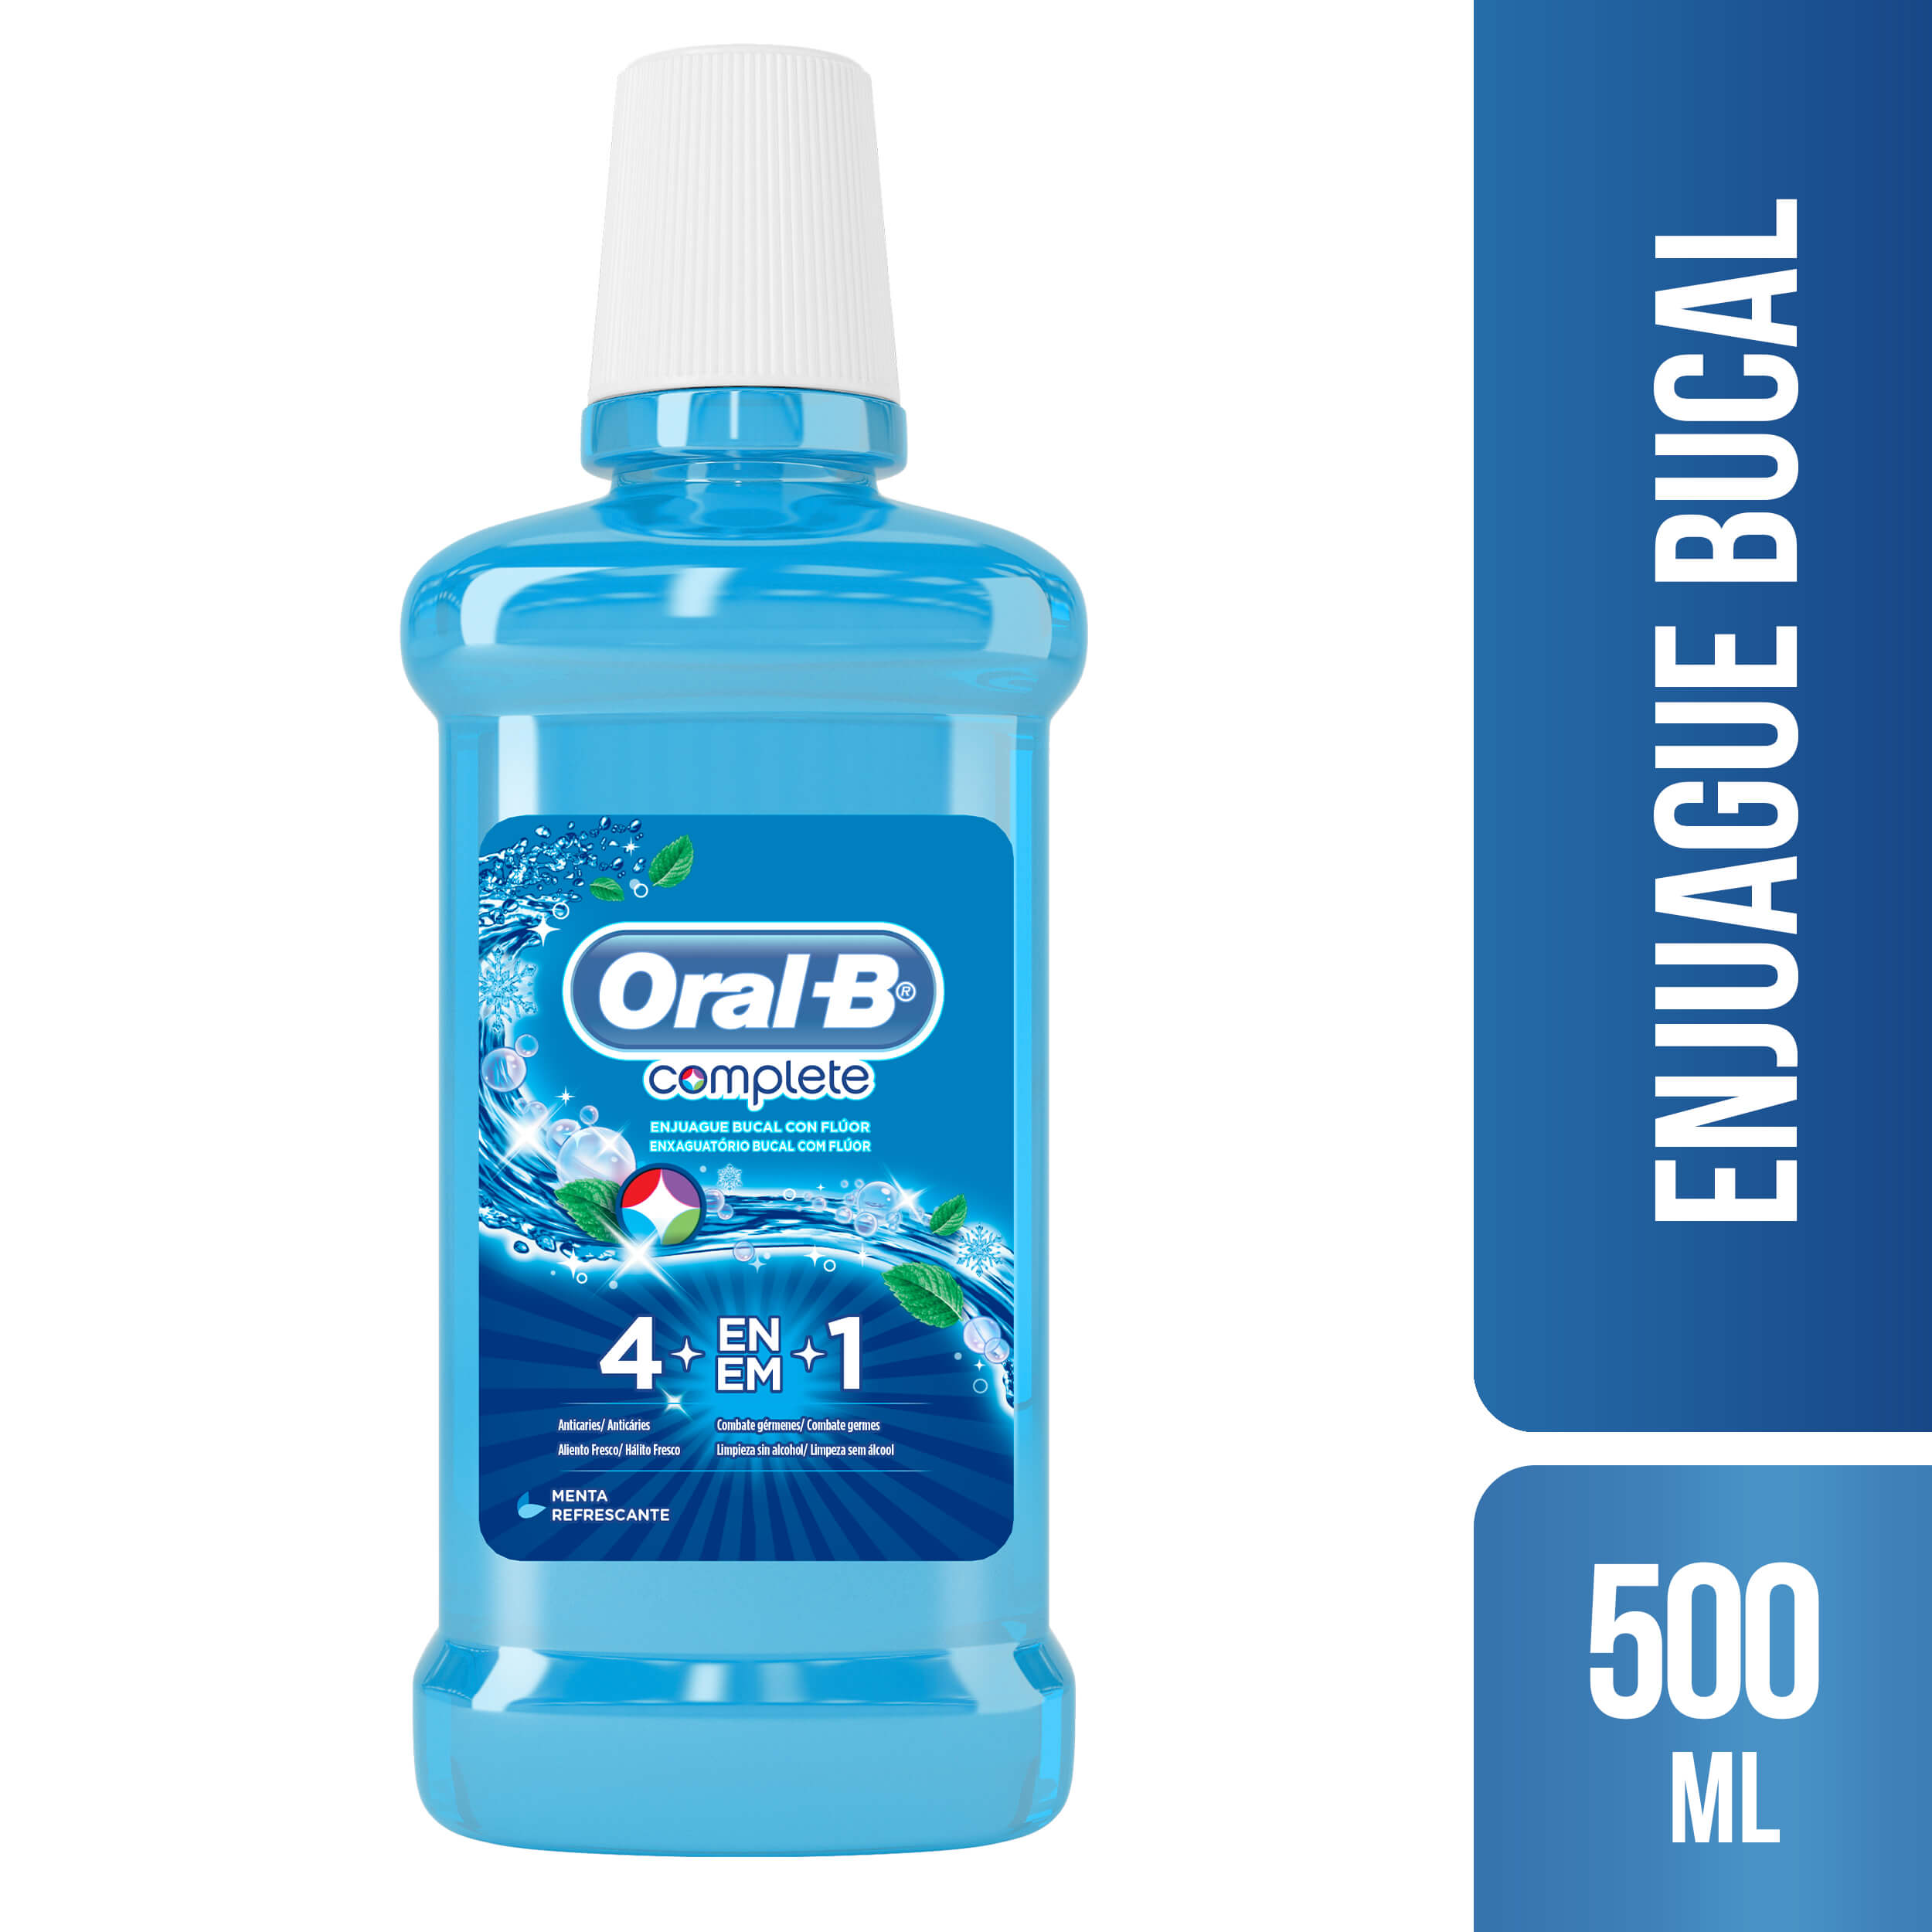 Oral-B®
complete
ENJUAGUE BUCAL CON FLÚOR
ENXAGUATÓRIO BUCAL COM FLÚOR
4 EN EM 1
Anticaries/ Anticáries
Combate gérmenes/ Combate germes
Aliento Fresco/ Hálito Fresco
Limpieza sin alcohol/ Limpeza sem álcool
MENTA
REFRESCANTE
ENJUAGUE BUCAL
500
ML